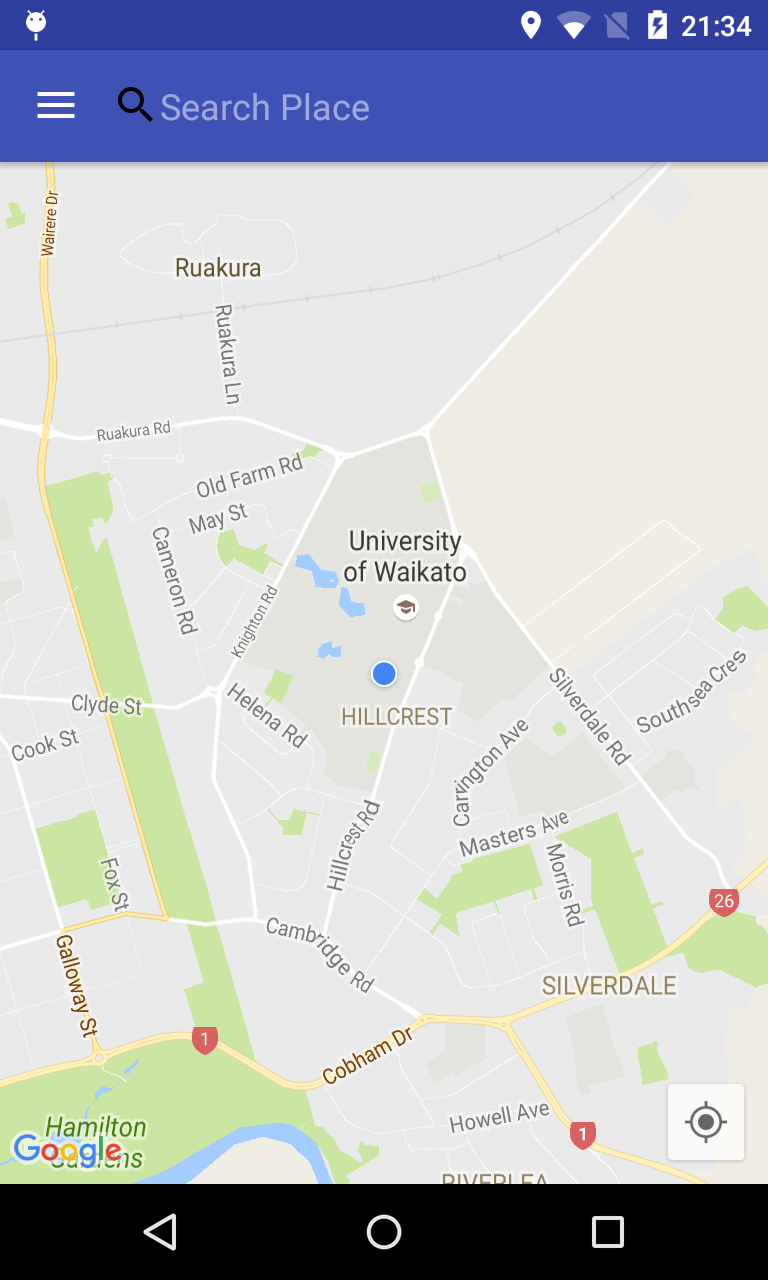 21:34
Search Place
Wairere Dr
Ruakura
Ruakura Ln
Ruakura Rd
Old Farm Rd
May St
Cameron Rd
University
of Waikato
Knighton Rd
Clyde St
Helena Rd
HILLCREST
Silverdale Rd
Southsea Cres
Cook St
Carrington Ave
Hillcrest Rd
Masters Ave
Fox St
Morris Rd
26
Galloway St
Cambridge Rd
SILVERDALE
1
Cobham Dr
Howell Ave
1
Hamilton
Gardens
Google
RIVERLEA